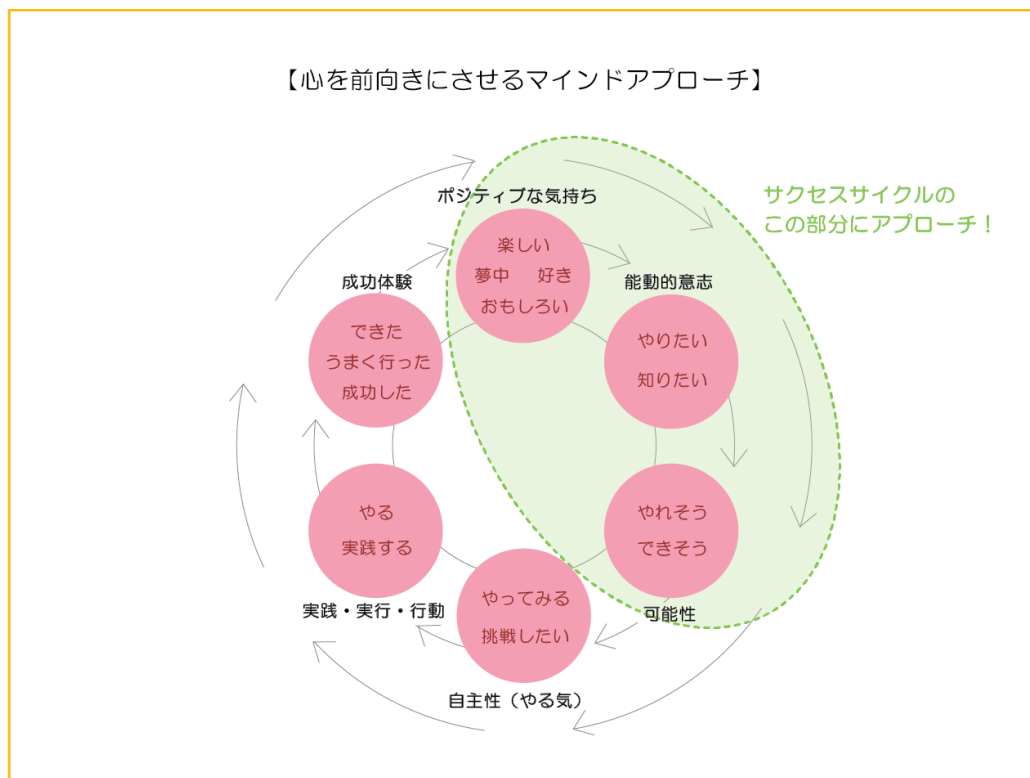 【心を前向きにさせるマインドアプローチ】
サクセスサイクルの
この部分にアプローチ！
ポジティブな気持ち
楽しい
夢中 好き
おもしろい
能動的意志
やりたい
知りたい
やれそう
できそう
可能性
やってみる
挑戦したい
自主性（やる気）
やる
実践する
実践・実行・行動
成功体験
できた
うまく行った
成功した